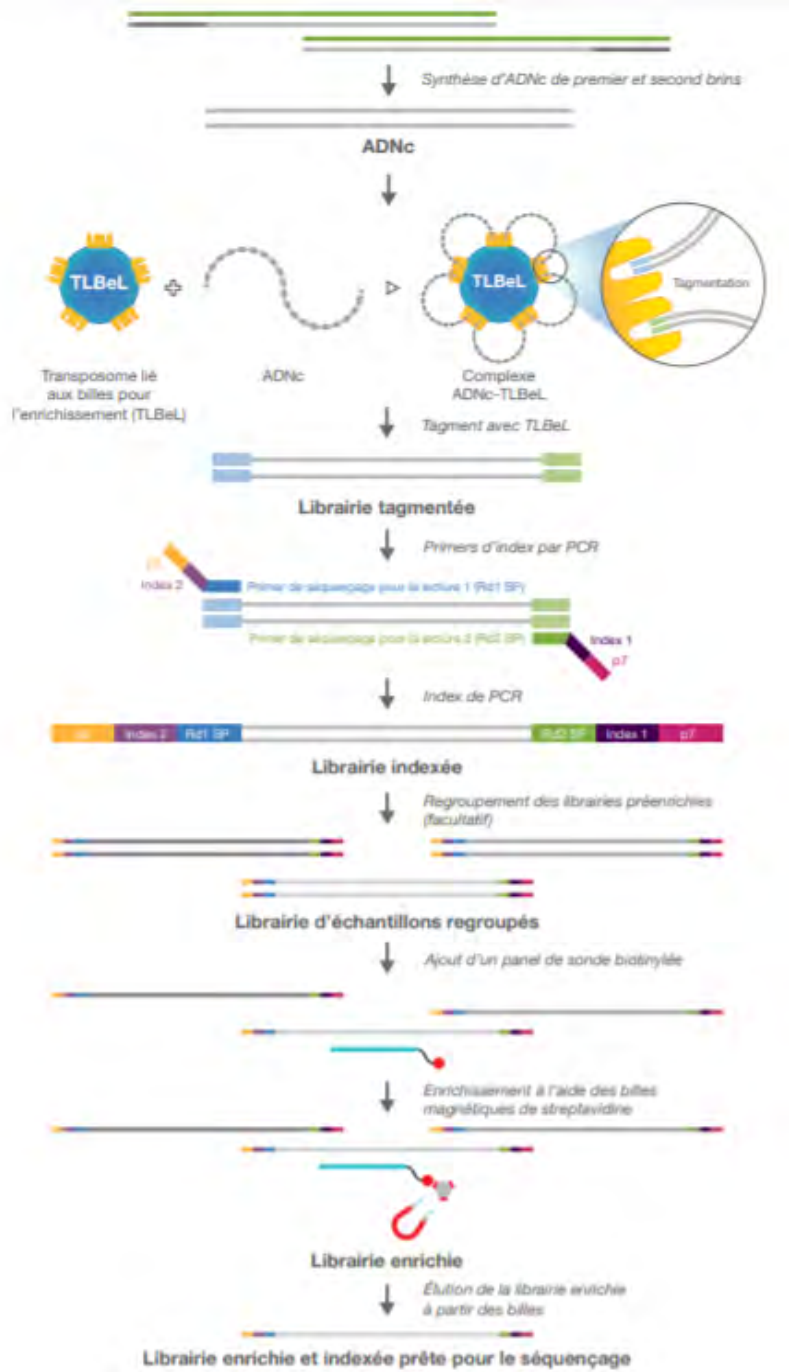 Synthèse d'ADNc de premier et second brins
ADNc
TLBeL
TLBeL
Tagmentation
Transposome lié
aux billes pour
l'enrichissement (TLBeL)
ADNc
Complexe
ADNc-TLBeL
Tagment avec TLBeL
Librairie tagmentée
Primers d'index par PCR
Index 2
Primer de séquençage pour la lecture 1 (Rd1 SP)
Primer de séquençage pour la lecture 2 (Rd2 SP)
Index 1
p7
Index de PCR
Index 2
Rd1 SP
Rd2 SP
Index 1
p7
Librairie indexée
Regroupement des librairies préenrichies
(facultatif)
Librairie d'échantillons regroupés
Ajout d'un panel de sonde biotinylée
Enrichissement à l'aide des billes
magnétiques de streptavidine
Librairie enrichie
Élution de la librairie enrichie
à partir des billes
Librairie enrichie et indexée prête pour le séquençage